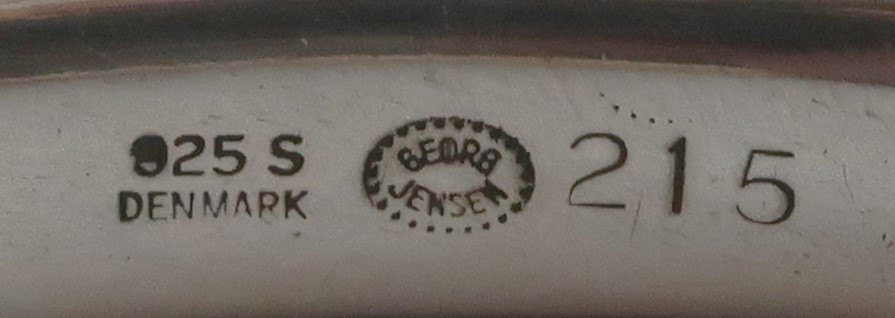 925 S
DENMARK
GEORG
JENSEN
215